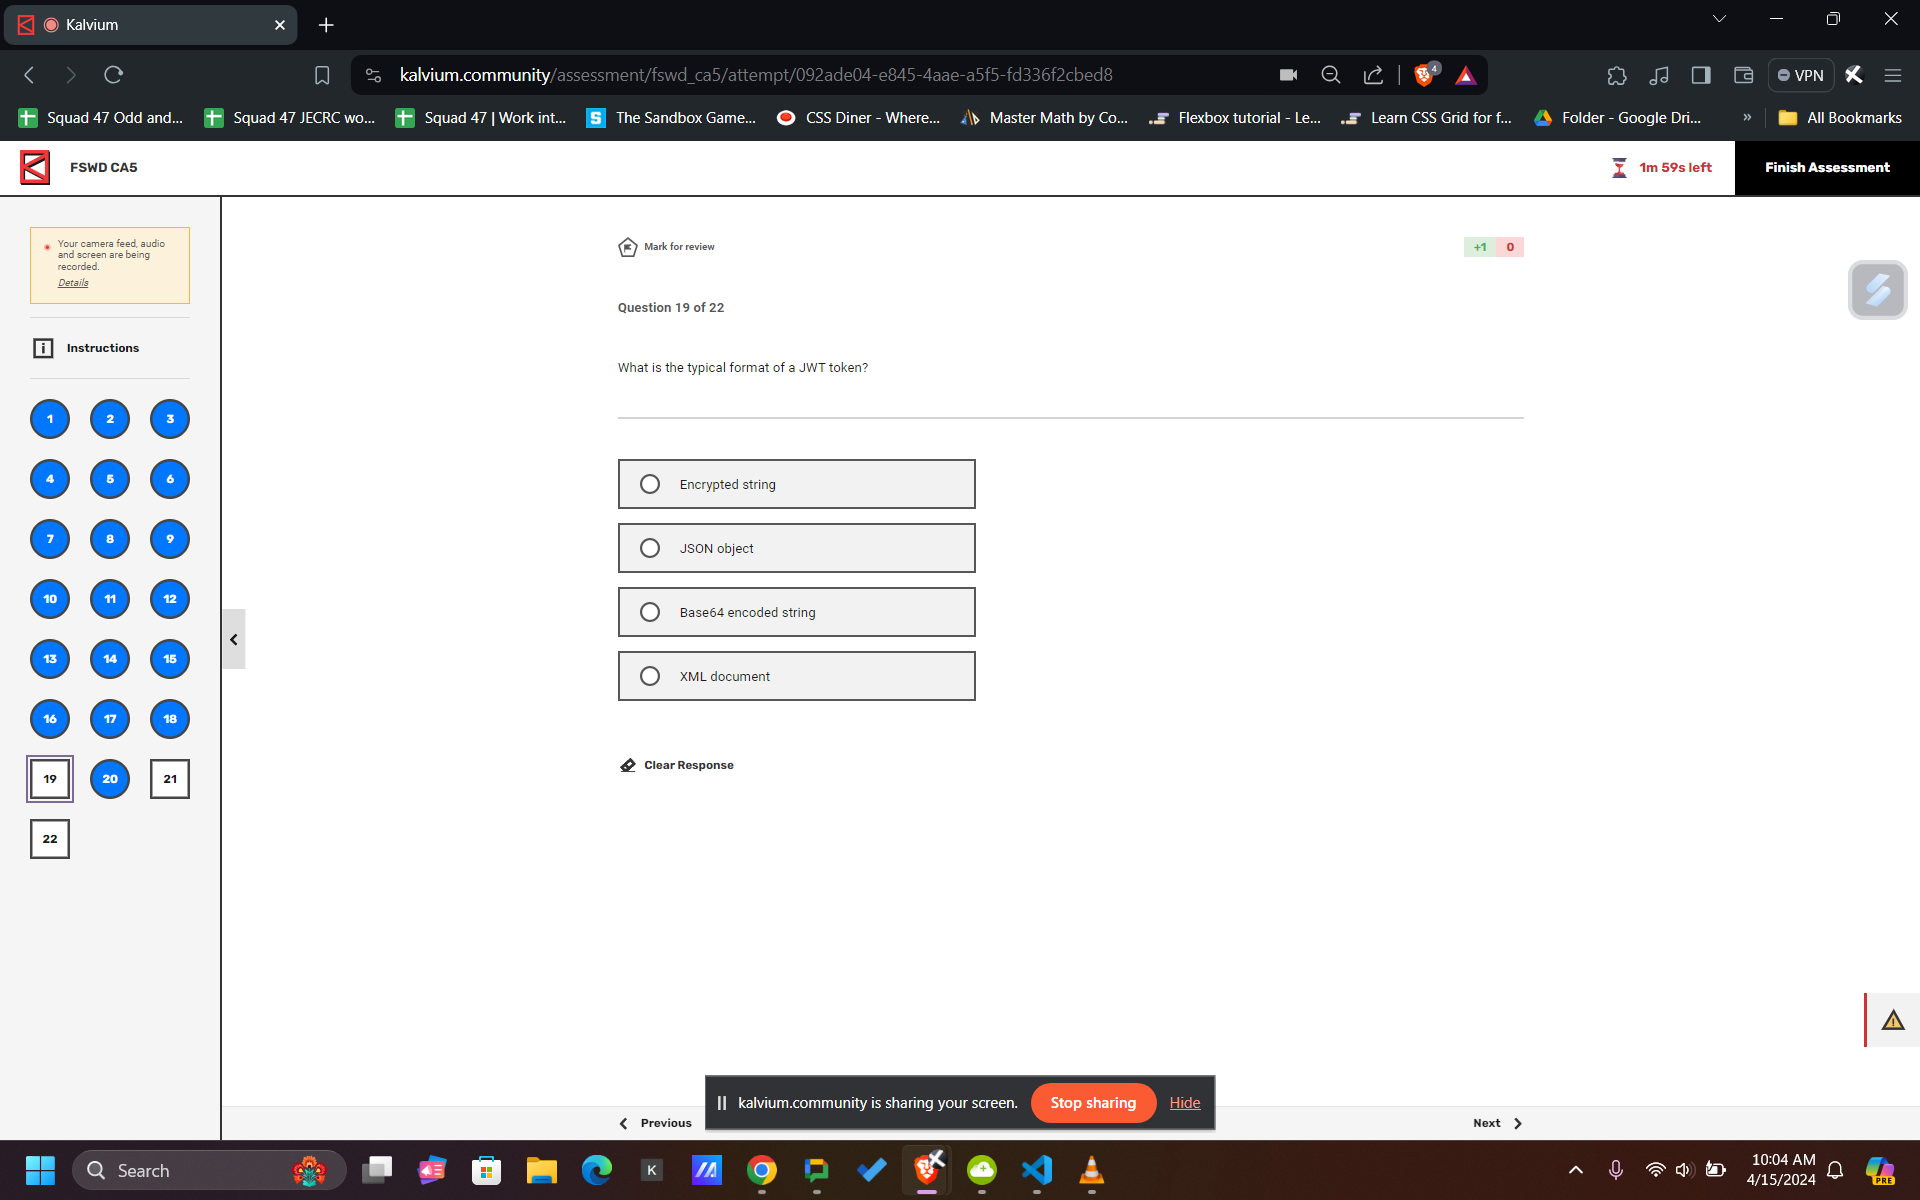 Kalvium
kalvium.community/assessment/fswd_ca5/attempt/092ade04-e845-4aae-a5f5-fd336f2cbed8
4
VPN
Squad 47 Odd and...
Squad 47 JECRC wo...
Squad 47 | Work int...
S
The Sandbox Game...
CSS Diner - Where...
Master Math by Co...
Flexbox tutorial - Le...
Learn CSS Grid for f...
Folder - Google Dri...
»
All Bookmarks
FSWD CA5
1m 59s left
Finish Assessment
Your camera feed, audio
and screen are being
recorded.
Details
Instructions
1 2 3
4 5 6
7 8 9
10 11 12
13 14 15
16 17 18
19 20 21
22
Mark for review
+1 0
Question 19 of 22
What is the typical format of a JWT token?
Encrypted string
JSON object
Base64 encoded string
XML document
Clear Response
Previous
kalvium.community is sharing your screen.
Stop sharing
Hide
Next
Search
K
10:04 AM
4/15/2024
PRE